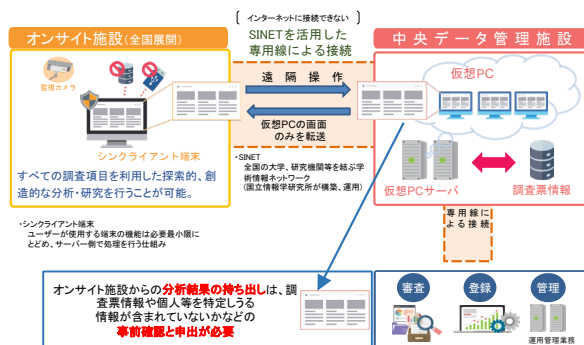 インターネットに接続できない
オンサイト施設(全国展開)
SINETを活用した
専用線による接続
中央データ管理施設
監視カメラ
遠隔操作
仮想PC
仮想PCの画面
のみを転送
シンクライアント端末
すべての調査項目を利用した探索的、創
造的な分析・研究を行うことが可能。
・SINET
全国の大学、研究機関等を結ぶ学
術情報ネットワーク
(国立情報学研究所が構築、運用)
仮想PCサーバ
調査票情報
・シンクライアント端末
ユーザーが使用する端末の機能は必要最小限に
とどめ、サーバー側で処理を行う仕組み
専用線に
よる接続
オンサイト施設からの分析結果の持ち出しは、調
査票情報や個人等を特定しうる
情報が含まれていないかなどの
事前確認と申出が必要
審査
登録
管理
運用管理業務